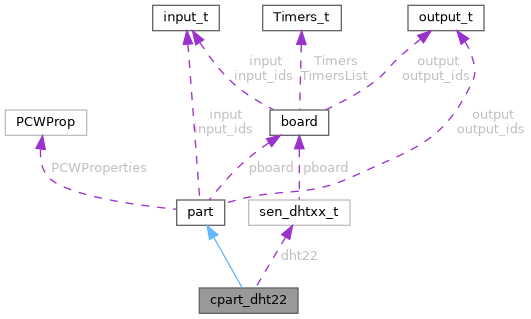 input_t
Timers_t
output_t
input
input_ids
Timers
TimersList
output
output_ids
PCWProp
board
input
input_ids
output
output_ids
PCWProperties
pboard
pboard
part
sen_dhtxx_t
dht22
cpart_dht22